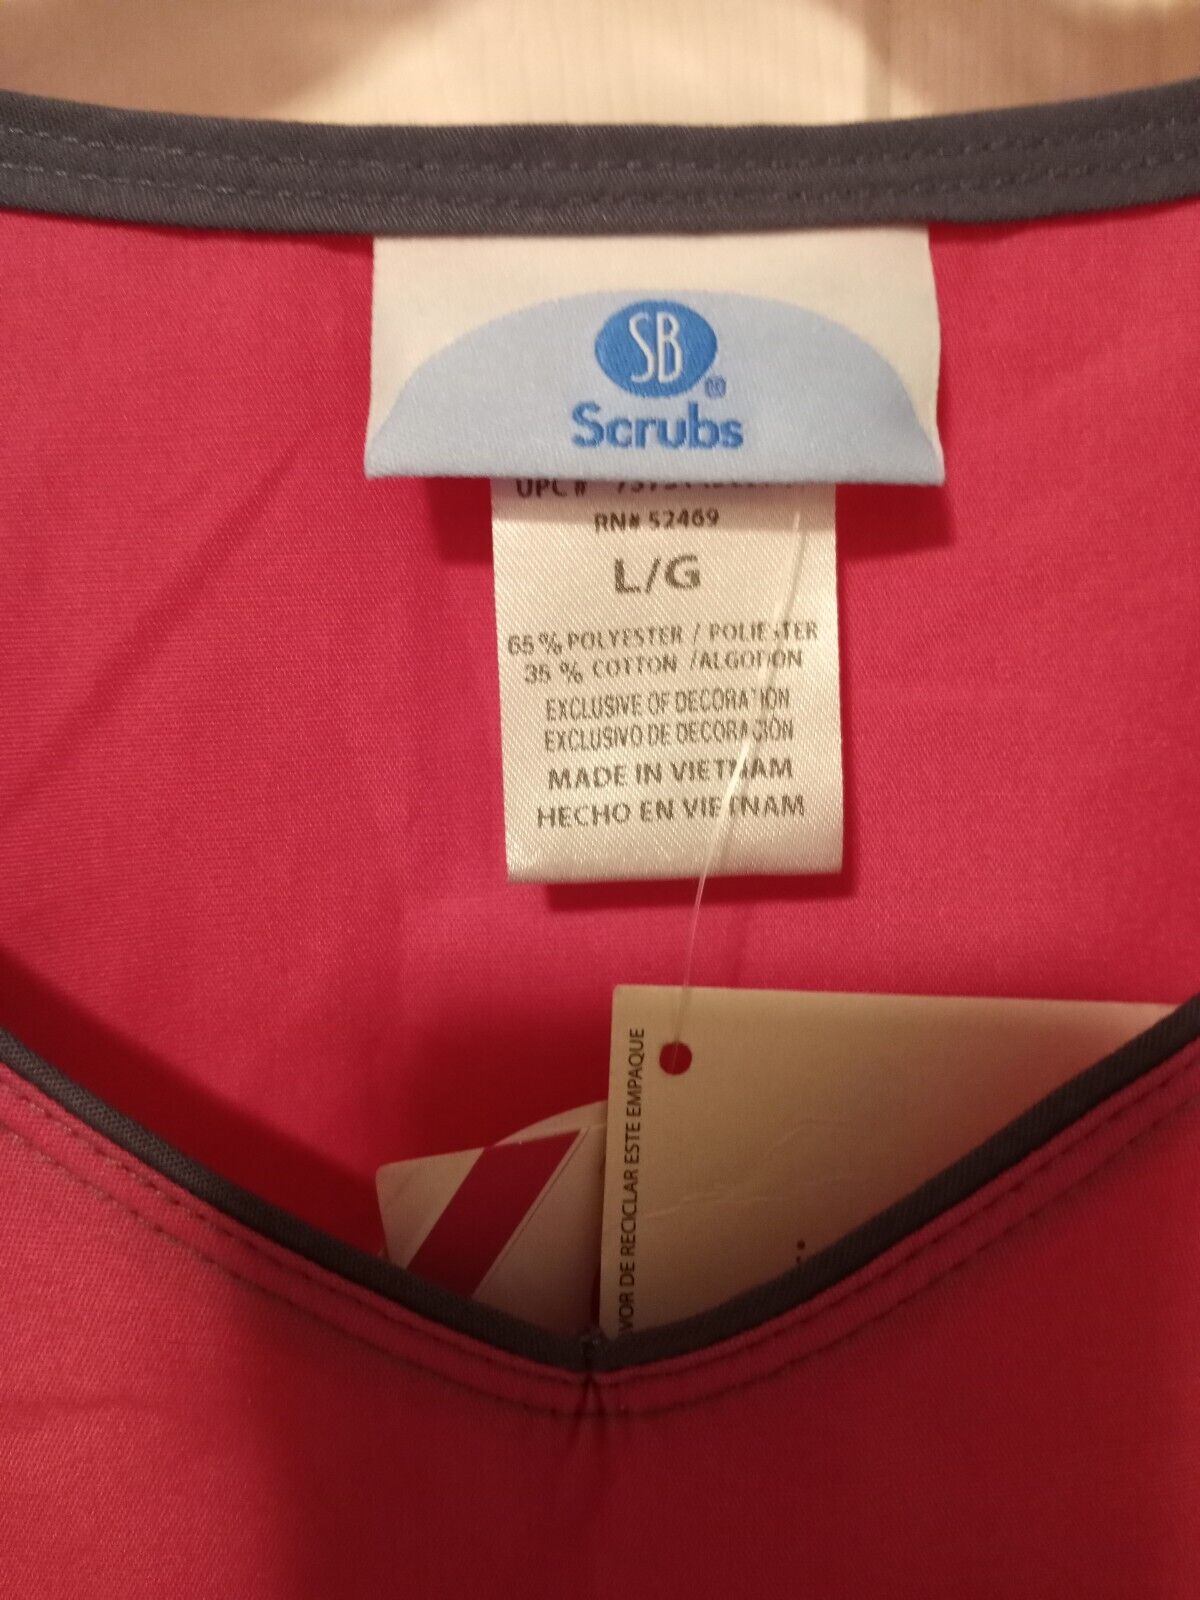 SB®
Scrubs
UPC #
RN# 52469
L/G
65 % POLYESTER / POLIESTER
35 % COTTON / ALGODON
EXCLUSIVE OF DECORATION
EXCLUSIVO DE DECORACIÓN
MADE IN VIETNAM
HECHO EN VIETNAM
VOR DE RECICLAR ESTE EMPAQUE